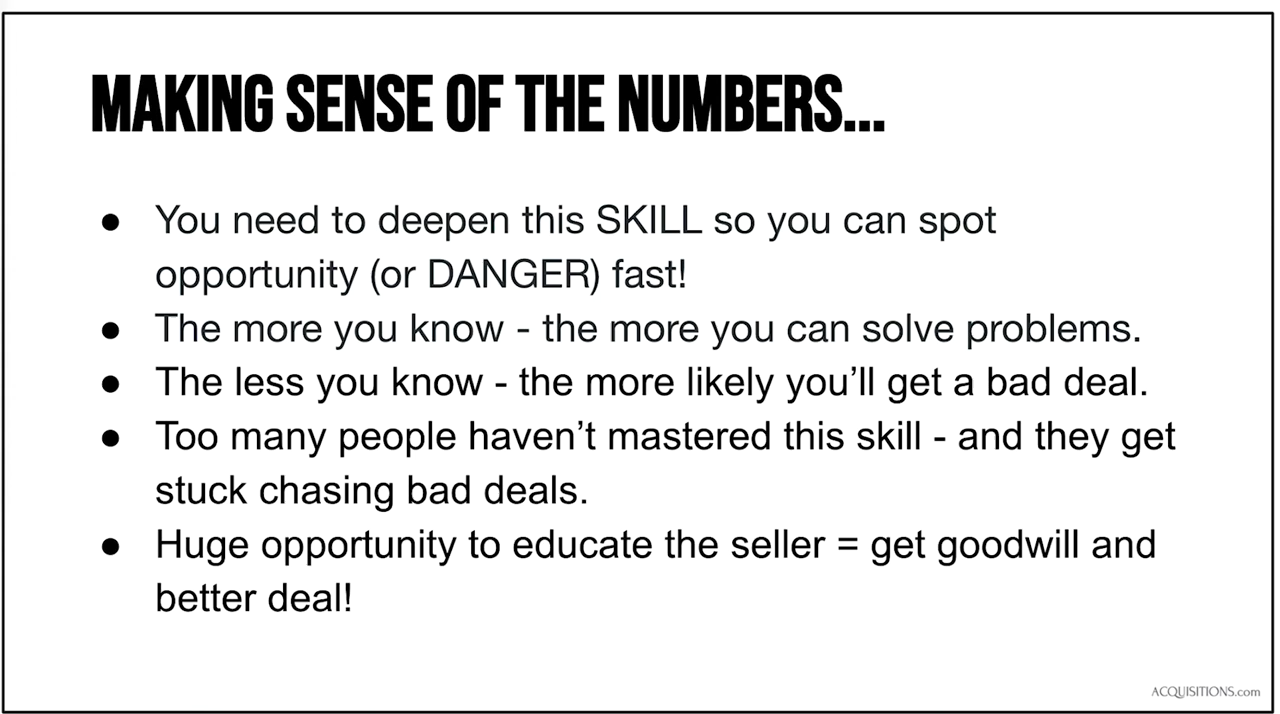 MAKING SENSE OF THE NUMBERS...
● You need to deepen this SKILL so you can spot
opportunity (or DANGER) fast!
● The more you know - the more you can solve problems.
● The less you know - the more likely you’ll get a bad deal.
● Too many people haven’t mastered this skill - and they get
stuck chasing bad deals.
● Huge opportunity to educate the seller = get goodwill and
better deal!
ACQUISITIONS.com